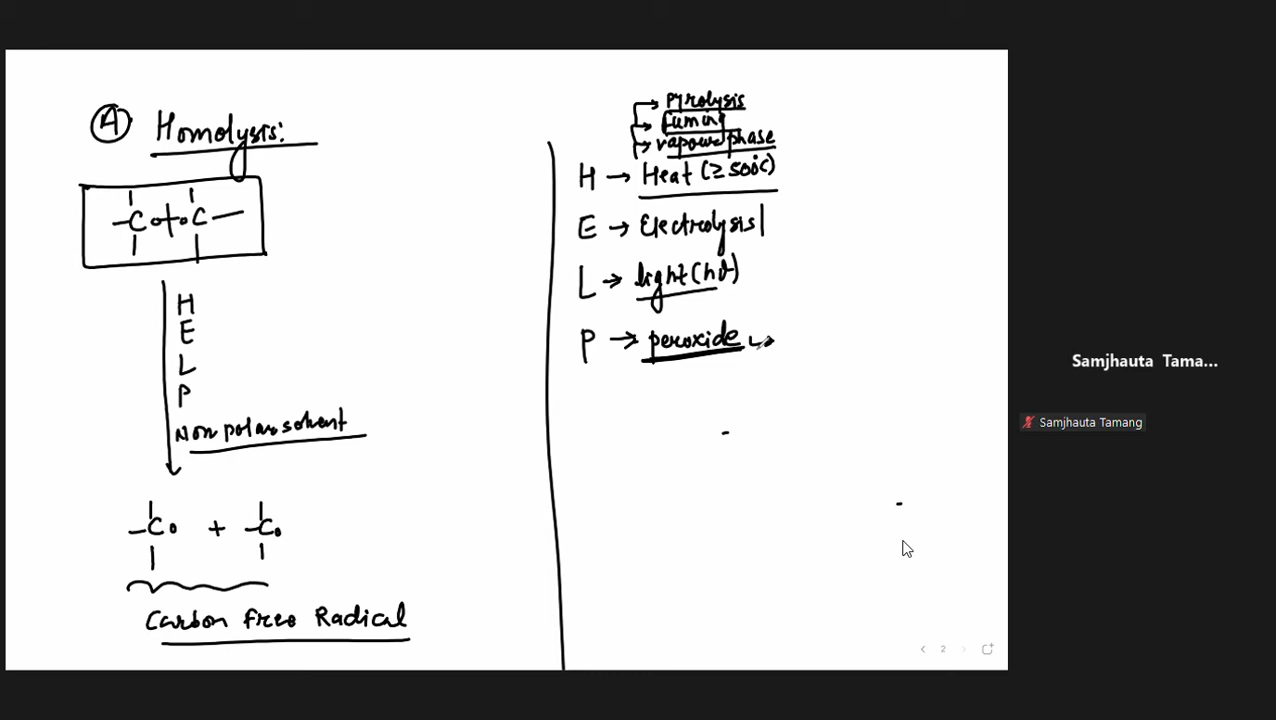 A Homolysis:
-C o+o C -
H
E
L
P
Non polar solvent
-C o + -C o
Carbon free Radical
→ pyrolysis
→ fuming
→ vapour phase
H → Heat (≥ 500°C)
E → Electrolysis
L → light (hν)
P → peroxide
Samjhauta Tama...
Samjhauta Tamang
2